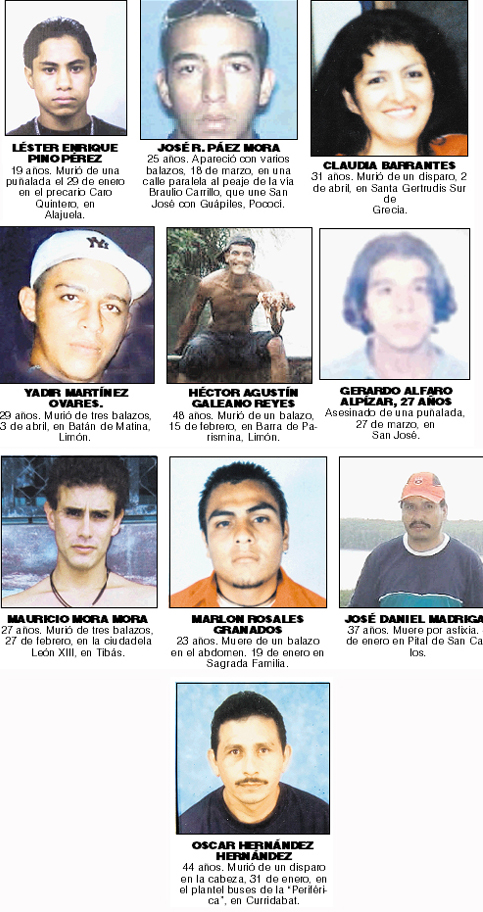 LÉSTER ENRIQUE
PINO PÉREZ
19 años. Murió de una
puñalada el 29 de enero
en el precario Caro
Quintero, en
Alajuela.
JOSÉ R. PÁEZ MORA
25 años. Apareció con varios
balazos, 18 de marzo, en una
calle paralela al peaje de la via
Braulio Carrillo, que une San
José con Guápiles, Pococí.
CLAUDIA BARRANTES
31 años. Murió de un disparo, 2
de abril, en Santa Gertrudis Sur
de
Grecia.
NY
YADIR MARTÍNEZ
OVARES.
29 años. Murió de tres balazos,
3 de abril, en Batán de Matina,
Limón.
HÉCTOR AGUSTÍN
GALEANO REYES
48 años. Murió de un balazo,
15 de febrero, en Barra de Pa-
rismina, Limón.
GERARDO ALFARO
ALPÍZAR, 27 AÑOS
Asesinado de una puñalada,
27 de marzo, en
San José.
MAURICIO MORA MORA
27 años. Murió de tres balazos,
27 de febrero, en la ciudadela
León XIII, en Tibás.
MARLON ROSALES
GRANADOS
23 años. Muere de un balazo
en el abdomen. 19 de enero en
Sagrada Familia.
JOSÉ DANIEL MADRIGA
37 años. Muere por asfixia.
de enero en Pital de San Ca
los.
OSCAR HERNÁNDEZ
HERNÁNDEZ
44 años. Murió de un disparo
en la cabeza, 31 de enero, en
el plantel buses de la "Periféri-
ca", en Curridabat.